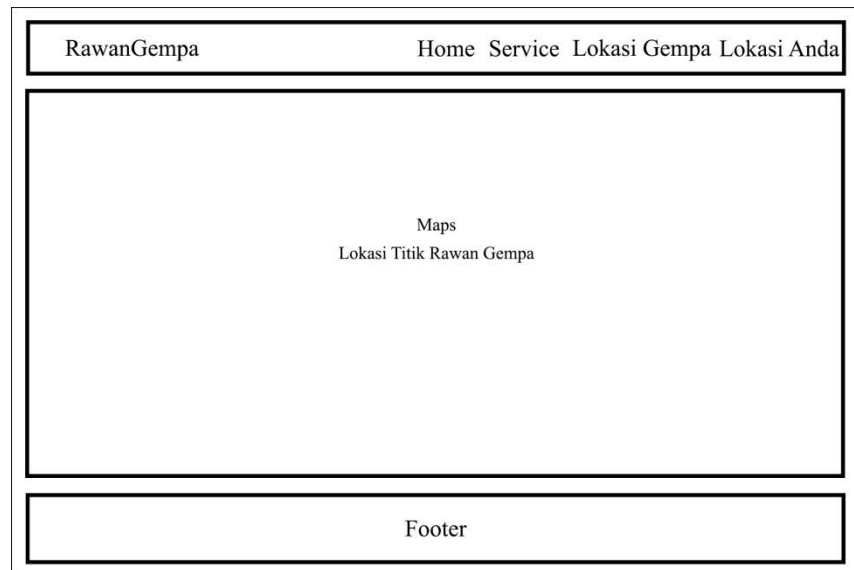 RawanGempa Home Service Lokasi Gempa Lokasi Anda
Maps
Lokasi Titik Rawan Gempa
Footer